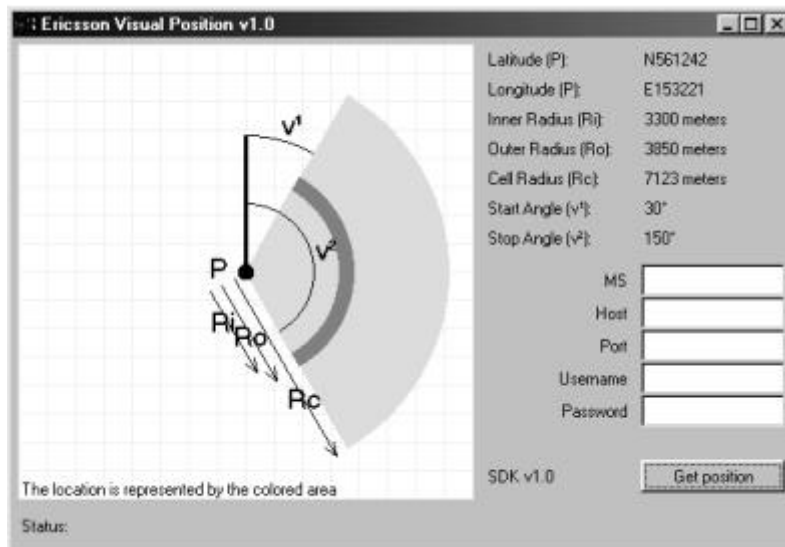 Ericsson Visual Position v1.0
v¹
v²
P
Ri
Ro
Rc
The location is represented by the colored area
Latitude (P): N561242
Longitude (P): E153221
Inner Radius (Ri): 3300 meters
Outer Radius (Ro): 3850 meters
Cell Radius (Rc): 7123 meters
Start Angle (v¹): 30°
Stop Angle (v²): 150°
MS
Host
Port
Username
Password
SDK v1.0 Get position
Status: